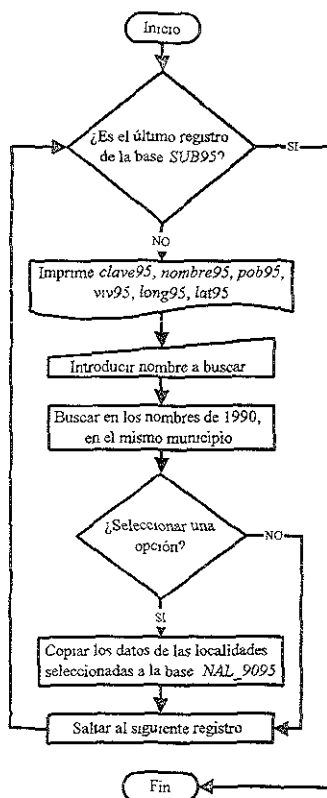 Inicio
¿Es el último registro
de la base SUB95?
SI
NO
Imprime clave95, nombre95, pob95,
viv95, long95, lat95
Introducir nombre a buscar
Buscar en los nombres de 1990,
en el mismo municipio
¿Seleccionar una
opción?
NO
SI
Copiar los datos de las localidades
seleccionadas a la base NAL_9095
Saltar al siguiente registro
Fin